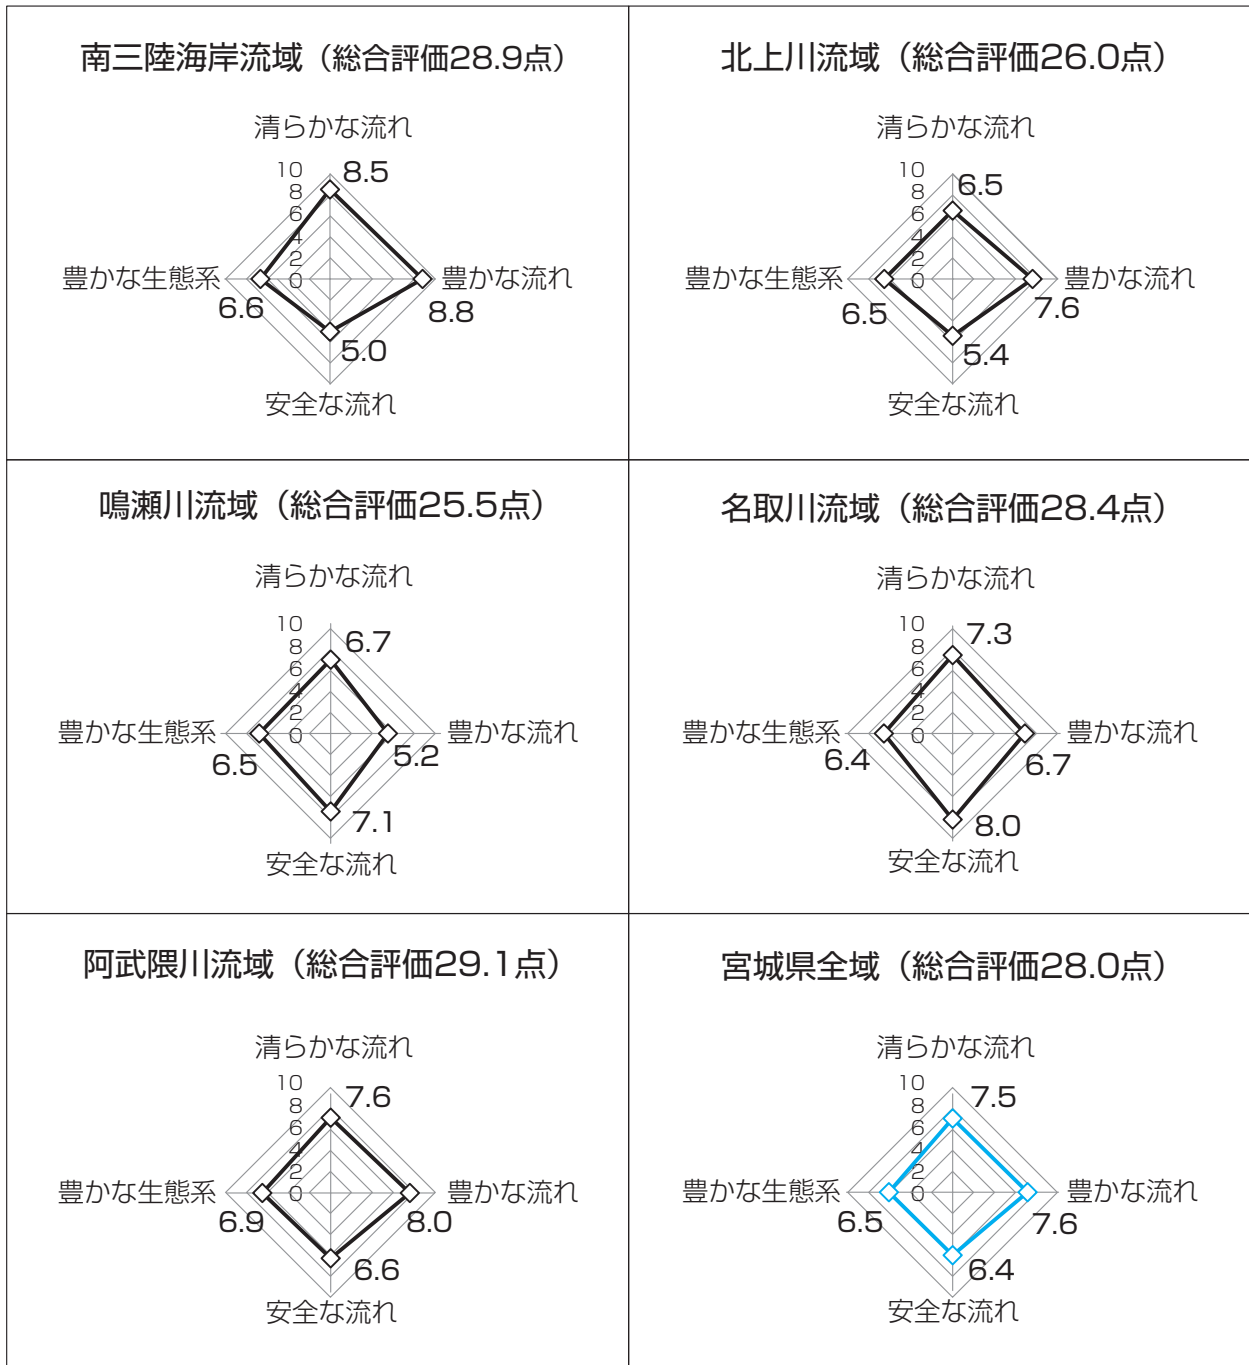 南三陸海岸流域（総合評価28.9点）
清らかな流れ
10
8
6
4
2
0
8.5
豊かな生態系
6.6
豊かな流れ
8.8
5.0
安全な流れ
北上川流域（総合評価26.0点）
清らかな流れ
10
8
6
4
2
0
6.5
豊かな生態系
6.5
豊かな流れ
7.6
5.4
安全な流れ
鳴瀬川流域（総合評価25.5点）
清らかな流れ
10
8
6
4
2
0
6.7
豊かな生態系
6.5
豊かな流れ
5.2
7.1
安全な流れ
名取川流域（総合評価28.4点）
清らかな流れ
10
8
6
4
2
0
7.3
豊かな生態系
6.4
豊かな流れ
6.7
8.0
安全な流れ
阿武隈川流域（総合評価29.1点）
清らかな流れ
10
8
6
4
2
0
7.6
豊かな生態系
6.9
豊かな流れ
8.0
6.6
安全な流れ
宮城県全域（総合評価28.0点）
清らかな流れ
10
8
6
4
2
0
7.5
豊かな生態系
6.5
豊かな流れ
7.6
6.4
安全な流れ